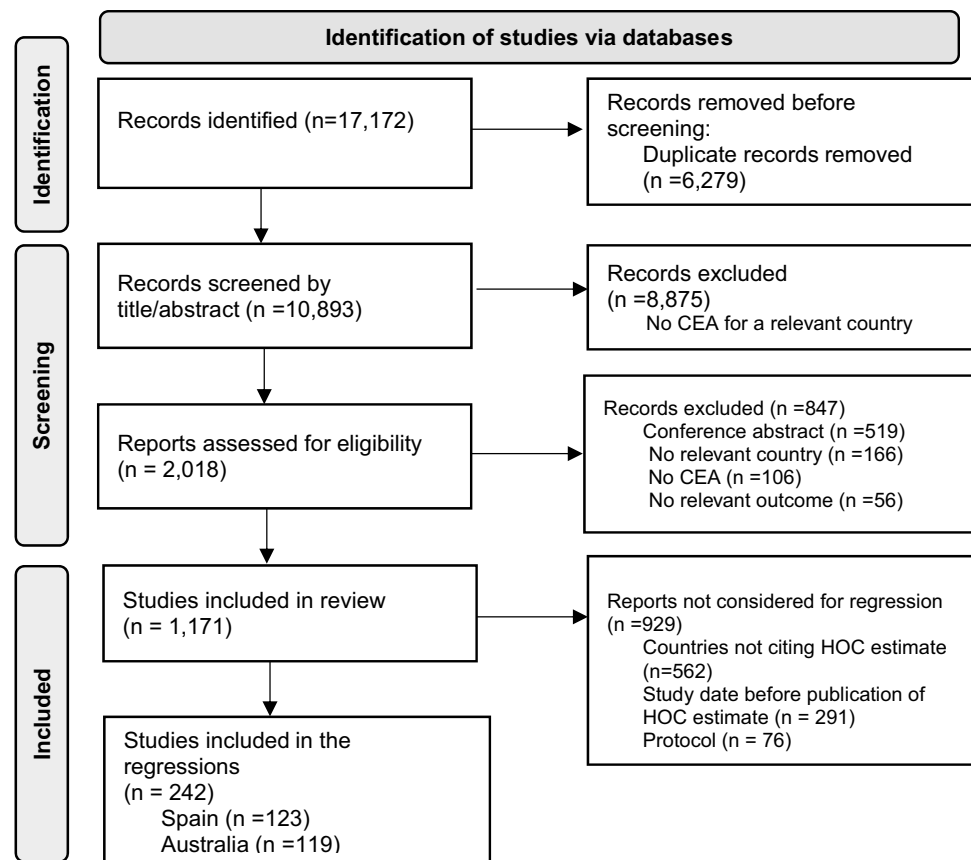 Identification of studies via databases
Identification
Records identified (n=17,172)
Records removed before
screening:
Duplicate records removed
(n =6,279)
Screening
Records screened by
title/abstract (n =10,893)
Records excluded
(n =8,875)
No CEA for a relevant country
Reports assessed for eligibility
(n = 2,018)
Records excluded (n =847)
Conference abstract (n =519)
No relevant country (n =166)
No CEA (n =106)
No relevant outcome (n =56)
Included
Studies included in review
(n = 1,171)
Reports not considered for regression
(n =929)
Countries not citing HOC estimate
(n=562)
Study date before publication of
HOC estimate (n = 291)
Protocol (n = 76)
Studies included in the
regressions
(n = 242)
Spain (n =123)
Australia (n =119)